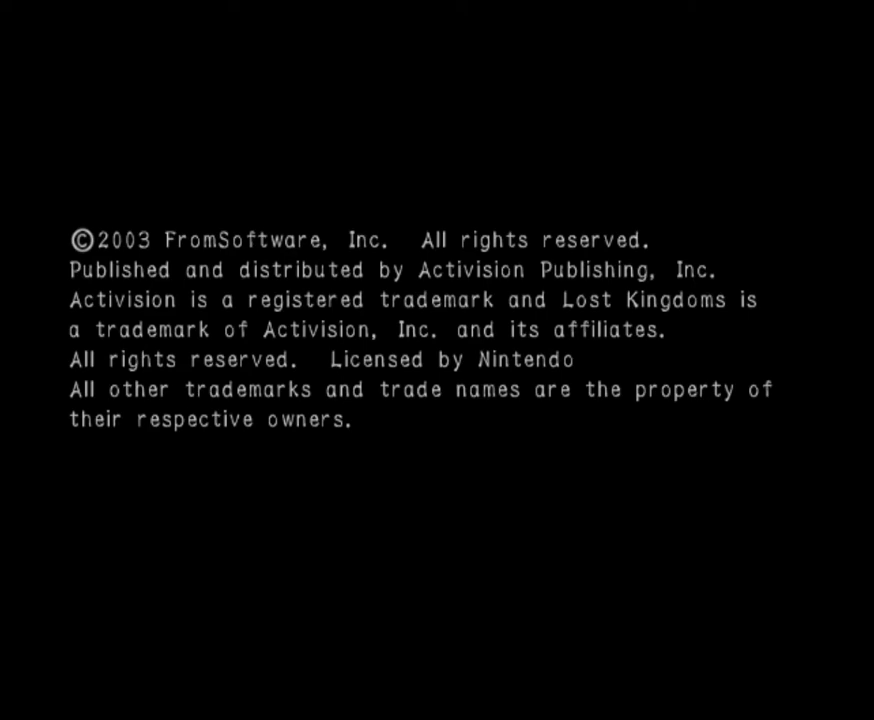 ©2003 FromSoftware, Inc.  All rights reserved.
Published and distributed by Activision Publishing, Inc.
Activision is a registered trademark and Lost Kingdoms is
a trademark of Activision, Inc. and its affiliates.
All rights reserved.  Licensed by Nintendo
All other trademarks and trade names are the property of
their respective owners.